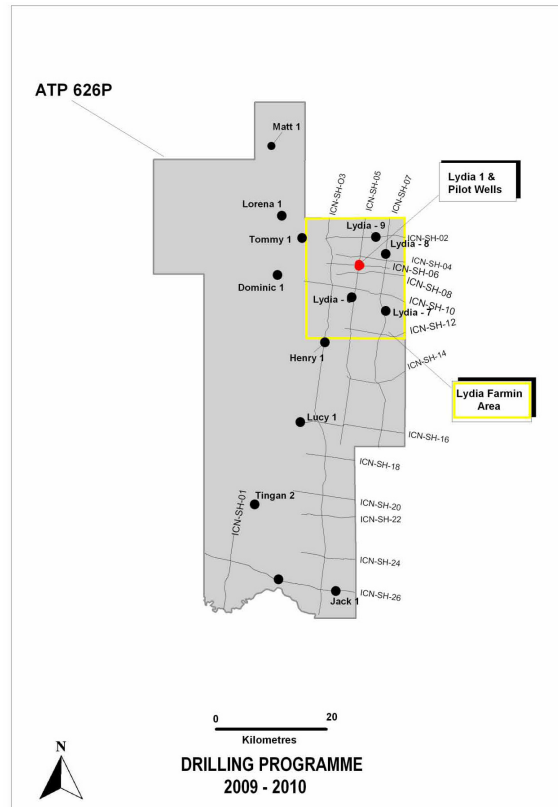 ATP 626P
Matt 1
ICN-SH-O3
ICN-SH-05
ICN-SH-07
Lydia 1 &
Pilot Wells
Lorena 1
Tommy 1
Lydia - 9
ICN-SH-02
Lydia - 8
ICN-SH-04
ICN-SH-06
Dominic 1
ICN-SH-08
Lydia -
ICN-SH-10
Lydia - 7
ICN-SH-12
Henry 1
ICN-SH-14
Lydia Farmin
Area
Lucy 1
ICN-SH-16
ICN-SH-18
Tingan 2
ICN-SH-01
ICN-SH-20
ICN-SH-22
ICN-SH-24
Jack 1
ICN-SH-26
0
20
Kilometres
N
DRILLING PROGRAMME
2009 - 2010